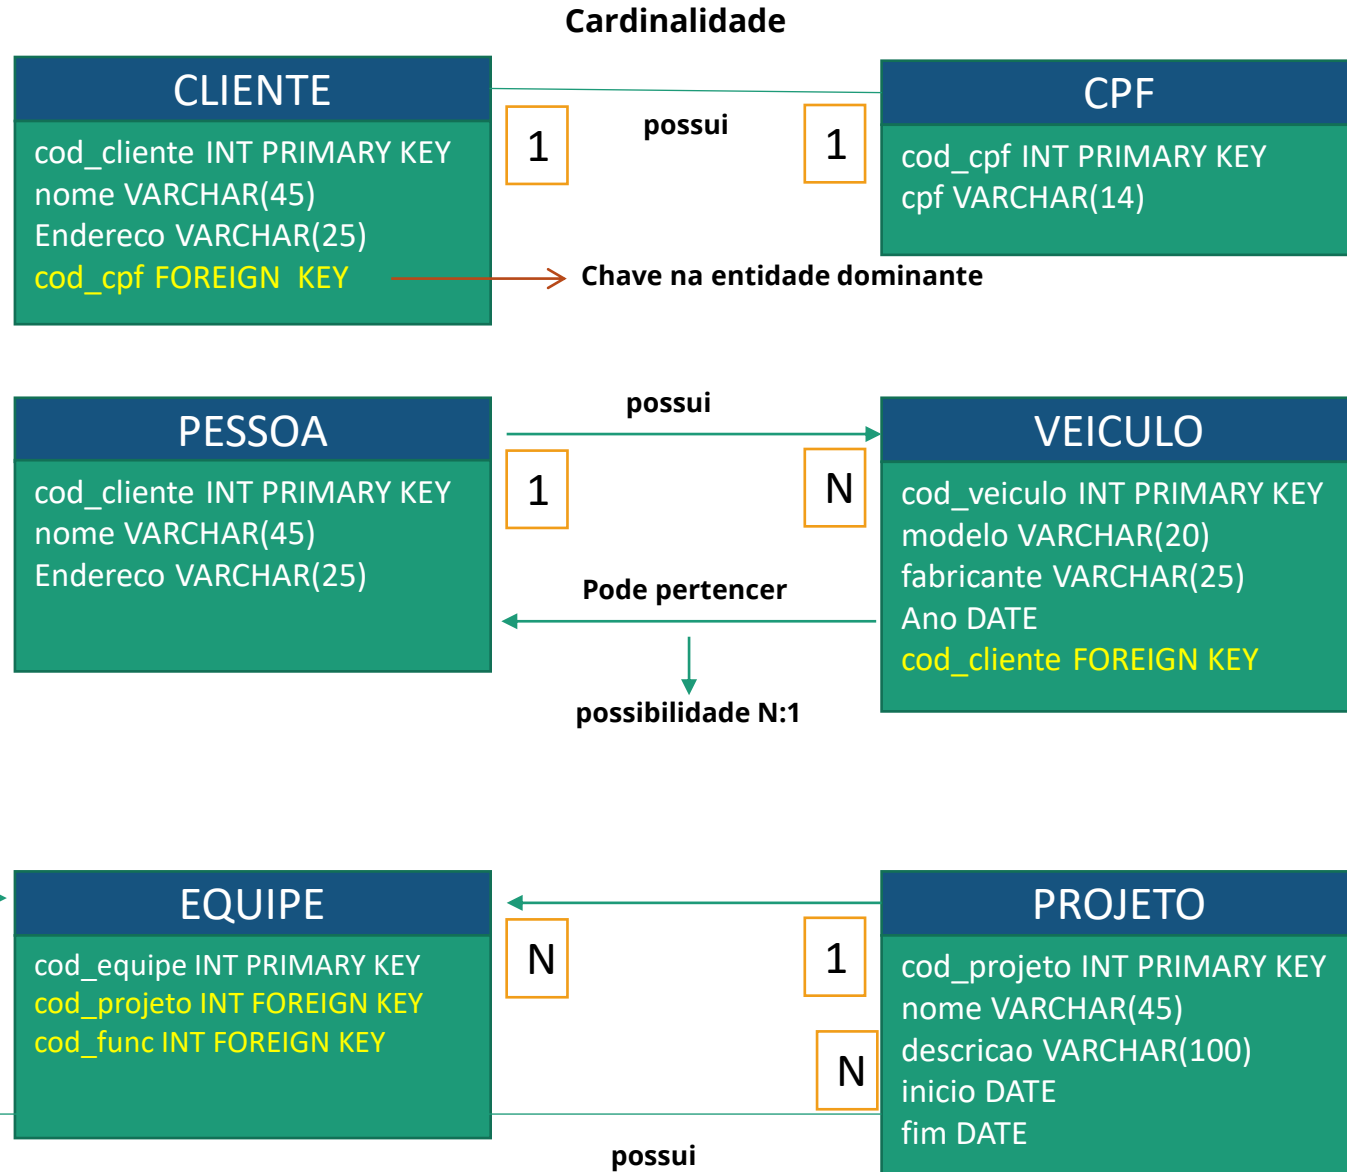 Cardinalidade
CLIENTE
cod_cliente INT PRIMARY KEY
nome VARCHAR(45)
Endereco VARCHAR(25)
cod_cpf FOREIGN  KEY
1
possui
1
CPF
cod_cpf INT PRIMARY KEY
cpf VARCHAR(14)
Chave na entidade dominante
PESSOA
cod_cliente INT PRIMARY KEY
nome VARCHAR(45)
Endereco VARCHAR(25)
possui
1
N
Pode pertencer
possibilidade N:1
VEICULO
cod_veiculo INT PRIMARY KEY
modelo VARCHAR(20)
fabricante VARCHAR(25)
Ano DATE
cod_cliente FOREIGN KEY
EQUIPE
cod_equipe INT PRIMARY KEY
cod_projeto INT FOREIGN KEY
cod_func INT FOREIGN KEY
N
1
N
possui
PROJETO
cod_projeto INT PRIMARY KEY
nome VARCHAR(45)
descricao VARCHAR(100)
inicio DATE
fim DATE